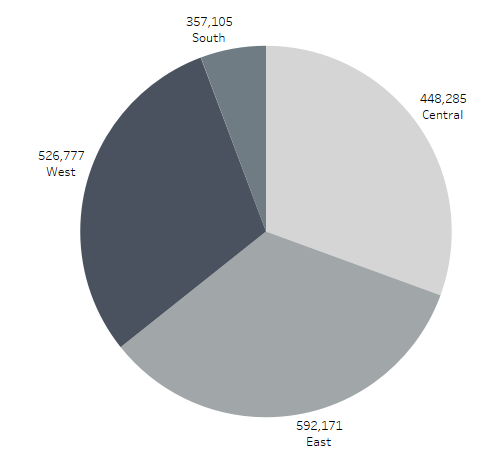 357,105
South
448,285
Central
526,777
West
592,171
East